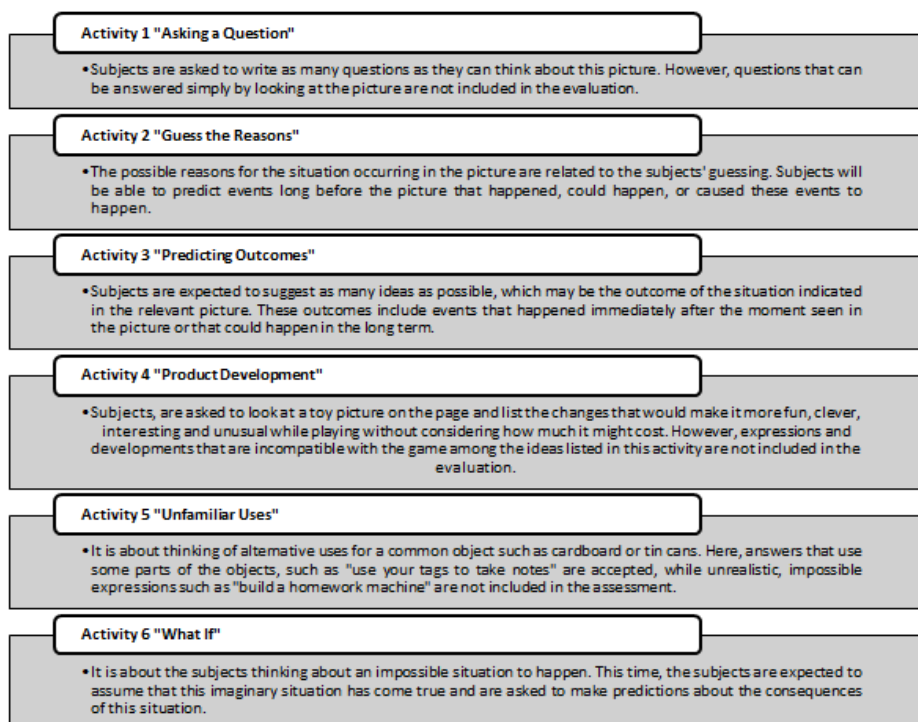 Activity 1 "Asking a Question"
•Subjects are asked to write as many questions as they can think about this picture. However, questions that can
be answered simply by looking at the picture are not included in the evaluation.
Activity 2 "Guess the Reasons"
•The possible reasons for the situation occurring in the picture are related to the subjects' guessing. Subjects will
be able to predict events long before the picture that happened, could happen, or caused these events to
happen.
Activity 3 "Predicting Outcomes"
•Subjects are expected to suggest as many ideas as possible, which may be the outcome of the situation indicated
in the relevant picture. These outcomes include events that happened immediately after the moment seen in
the picture or that could happen in the long term.
Activity 4 "Product Development"
•Subjects, are asked to look at a toy picture on the page and list the changes that would make it more fun, clever,
interesting and unusual while playing without considering how much it might cost. However, expressions and
developments that are incompatible with the game among the ideas listed in this activity are not included in the
evaluation.
Activity 5 "Unfamiliar Uses"
•It is about thinking of alternative uses for a common object such as cardboard or tin cans. Here, answers that use
some parts of the objects, such as "use your tags to take notes" are accepted, while unrealistic, impossible
expressions such as "build a homework machine" are not included in the assessment.
Activity 6 "What If"
•It is about the subjects thinking about an impossible situation to happen. This time, the subjects are expected to
assume that this imaginary situation has come true and are asked to make predictions about the consequences
of this situation.